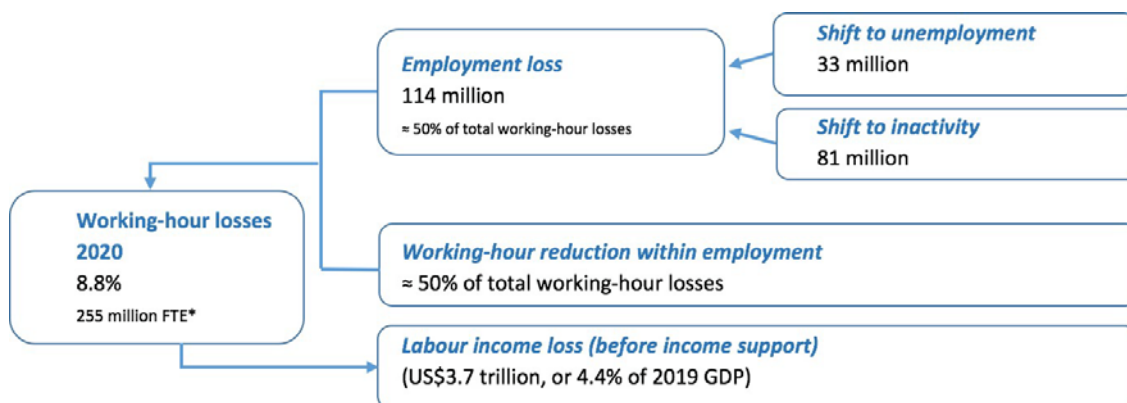 Shift to unemployment
33 million
Employment loss
114 million
≈ 50% of total working-hour losses
Shift to inactivity
81 million
Working-hour losses
2020
8.8%
255 million FTE*
Working-hour reduction within employment
≈ 50% of total working-hour losses
Labour income loss (before income support)
(US$3.7 trillion, or 4.4% of 2019 GDP)